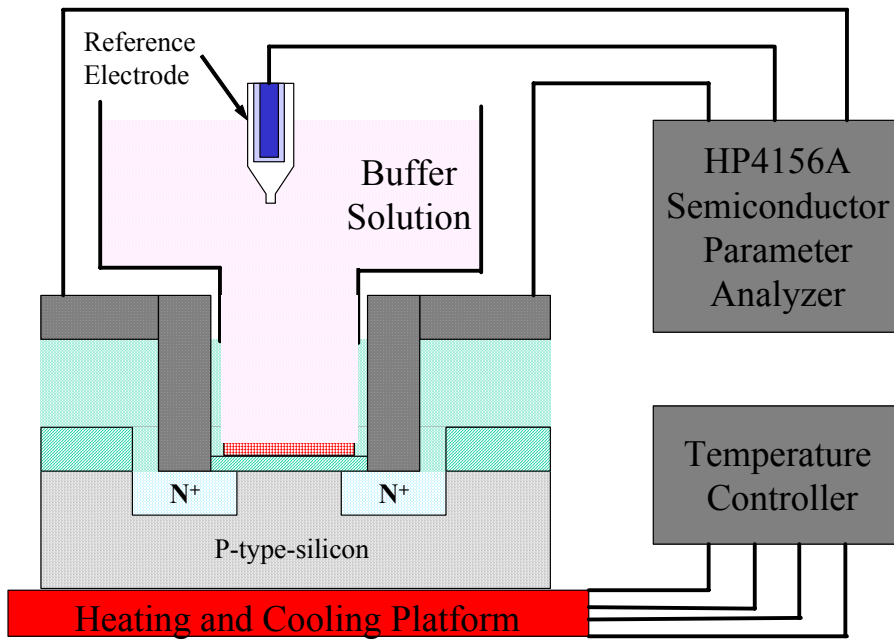 Reference
Electrode
Buffer
Solution
HP4156A
Semiconductor
Parameter
Analyzer
Temperature
Controller
N+
N+
P-type-silicon
Heating and Cooling Platform